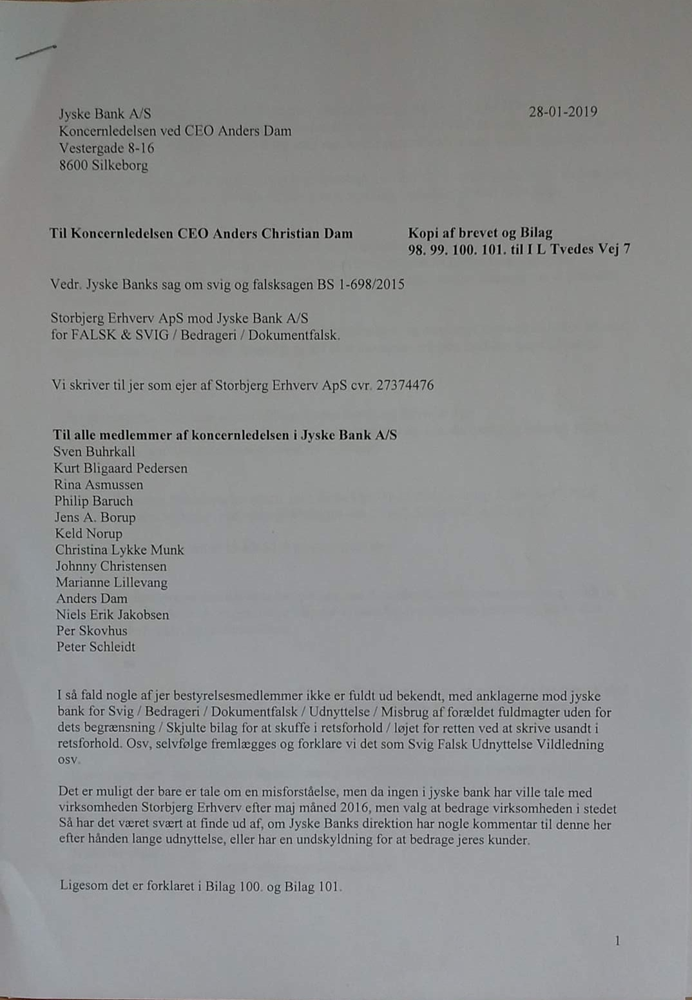 Jyske Bank A/S
28-01-2019
Koncernledelsen ved CEO Anders Dam
Vestergade 8-16
8600 Silkeborg
Til Koncernledelsen CEO Anders Christian Dam
Kopi af brevet og Bilag
98. 99. 100. 101. til I L Tvedes Vej 7
Vedr. Jyske Banks sag om svig og falsksagen BS 1-698/2015
Storbjerg Erhverv ApS mod Jyske Bank A/S
for FALSK & SVIG / Bedrageri / Dokumentfalsk.
Vi skriver til jer som ejer af Storbjerg Erhverv ApS cvr. 27374476
Til alle medlemmer af koncernledelsen i Jyske Bank A/S
Sven Buhrkall
Kurt Bligaard Pedersen
Rina Asmussen
Philip Baruch
Jens A. Borup
Keld Norup
Christina Lykke Munk
Johnny Christensen
Marianne Lillevang
Anders Dam
Niels Erik Jakobsen
Per Skovhus
Peter Schleidt
I så fald nogle af jer bestyrelsesmedlemmer ikke er fuldt ud bekendt, med anklagerne mod jyske
bank for Svig / Bedrageri / Dokumentfalsk / Udnyttelse / Misbrug af forældet fuldmagter uden for
dets begrænsning / Skjulte bilag for at skuffe i retsforhold / løjet for retten ved at skrive usandt i
retsforhold. Osv, selvfølge fremlægges og forklare vi det som Svig Falsk Udnyttelse Vildledning
osv.
Det er muligt der bare er tale om en misforståelse, men da ingen i jyske bank har ville tale med
virksomheden Storbjerg Erhverv efter maj måned 2016, men valg at bedrage virksomheden i stedet
Så har det været svært at finde ud af, om Jyske Banks direktion har nogle kommentar til denne her
efter hånden lange udnyttelse, eller har en undskyldning for at bedrage jeres kunder.
Ligesom det er forklaret i Bilag 100. og Bilag 101.
1